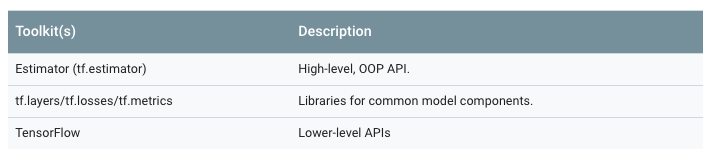 Toolkit(s) Description
Estimator (tf.estimator) High-level, OOP API.
tf.layers/tf.losses/tf.metrics Libraries for common model components.
TensorFlow Lower-level APIs